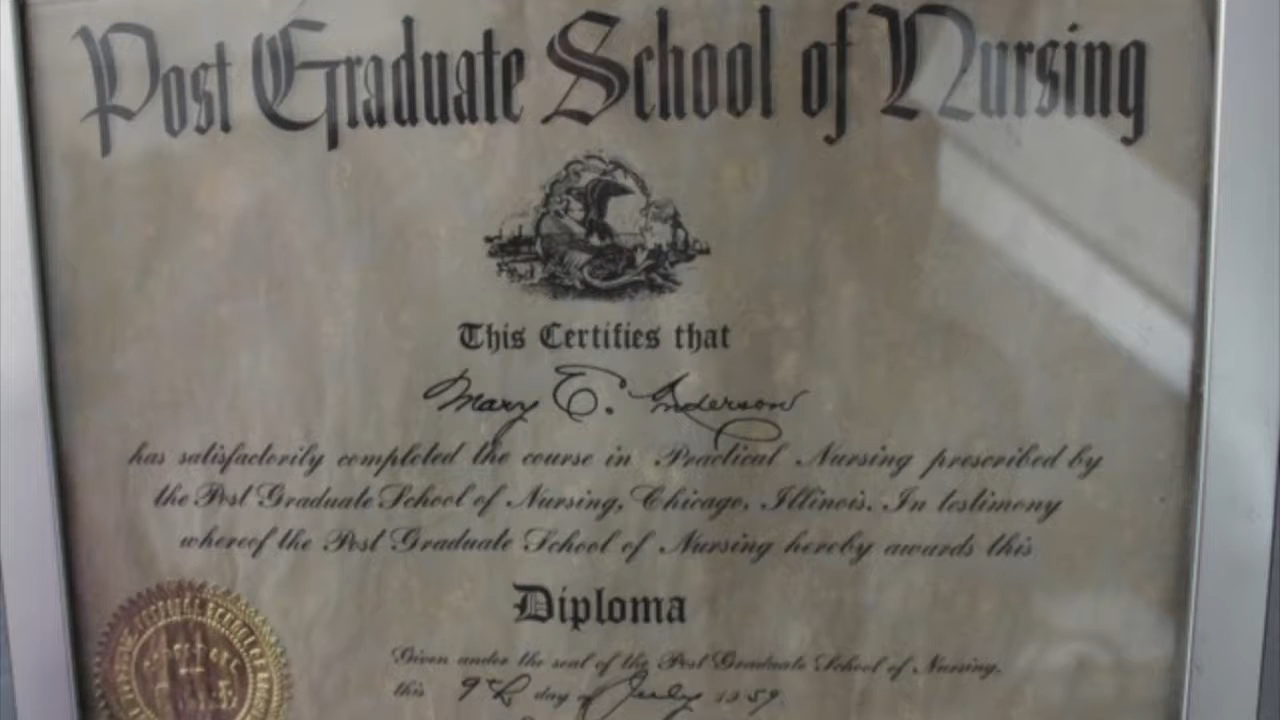 Post Graduate School of Nursing
This Certifies that
Mary E. Anderson
has satisfactorily completed the course in Practical Nursing prescribed by
the Post Graduate School of Nursing, Chicago, Illinois. In testimony
whereof the Post Graduate School of Nursing hereby awards this
Diploma
Given under the seal of the Post Graduate School of Nursing.
this 9th day of July 1959